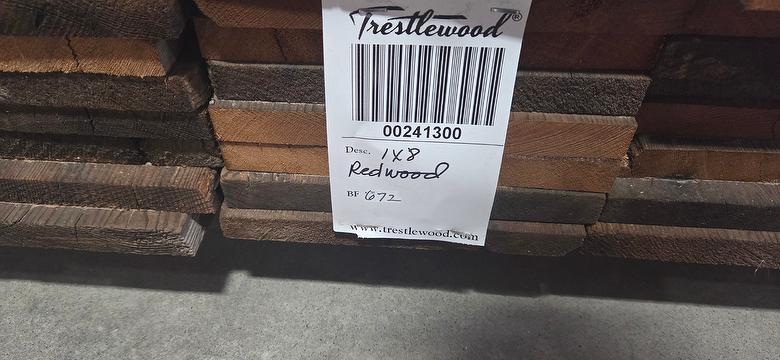 Trestlewood®
00241300
Desc. 1x8
Redwood
BF 672
www.trestlewood.com